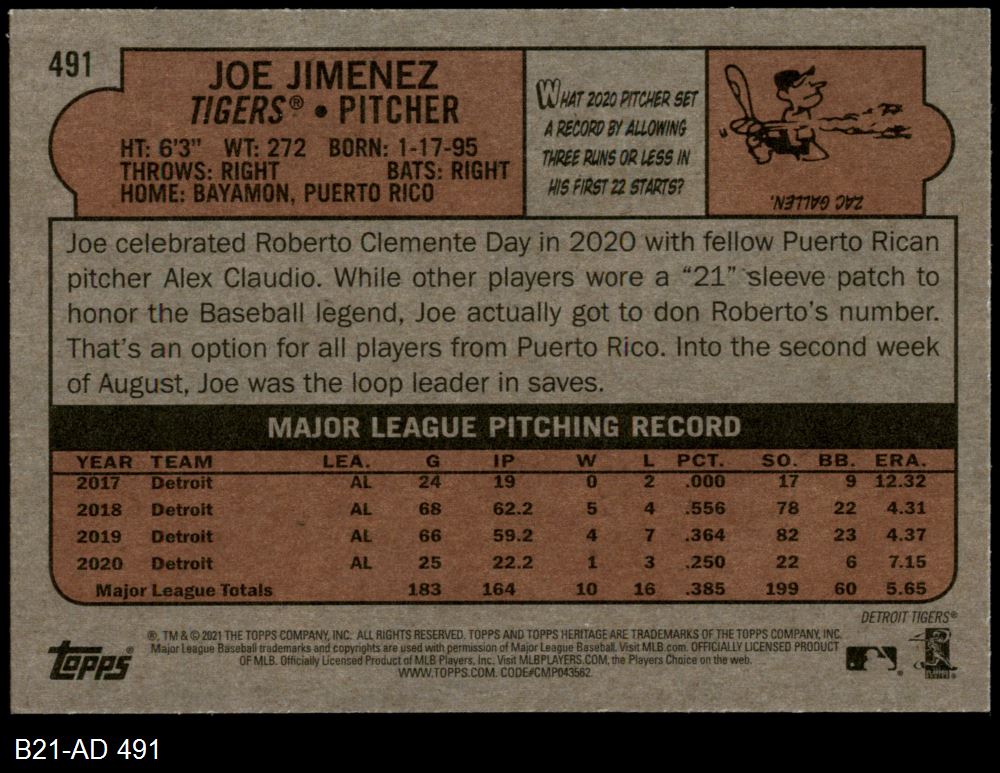 491
JOE JIMENEZ
TIGERS® • PITCHER
HT: 6'3" WT: 272 BORN: 1-17-95
THROWS: RIGHT BATS: RIGHT
HOME: BAYAMON, PUERTO RICO
WHAT 2020 PITCHER SET
A RECORD BY ALLOWING
THREE RUNS OR LESS IN
HIS FIRST 22 STARTS?
ZAC GALLEN.
Joe celebrated Roberto Clemente Day in 2020 with fellow Puerto Rican
pitcher Alex Claudio. While other players wore a “21” sleeve patch to
honor the Baseball legend, Joe actually got to don Roberto’s number.
That’s an option for all players from Puerto Rico. Into the second week
of August, Joe was the loop leader in saves.
MAJOR LEAGUE PITCHING RECORD
YEAR TEAM LEA. G IP W L PCT. SO. BB. ERA.
2017 Detroit AL 24 19 0 2 .000 17 9 12.32
2018 Detroit AL 68 62.2 5 4 .556 78 22 4.31
2019 Detroit AL 66 59.2 4 7 .364 82 23 4.37
2020 Detroit AL 25 22.2 1 3 .250 22 6 7.15
Major League Totals 183 164 10 16 .385 199 60 5.65
DETROIT TIGERS®
®, TM & © 2021 THE TOPPS COMPANY, INC. ALL RIGHTS RESERVED. TOPPS AND TOPPS HERITAGE ARE TRADEMARKS OF THE TOPPS COMPANY, INC.
Major League Baseball trademarks and copyrights are used with permission of Major League Baseball. Visit MLB.com. OFFICIALLY LICENSED PRODUCT
OF MLB. Officially Licensed Product of MLB Players, Inc. Visit MLBPLAYERS.COM, the Players Choice on the web.
WWW.TOPPS.COM. CODE#CMP043562
topps®
B21-AD 491